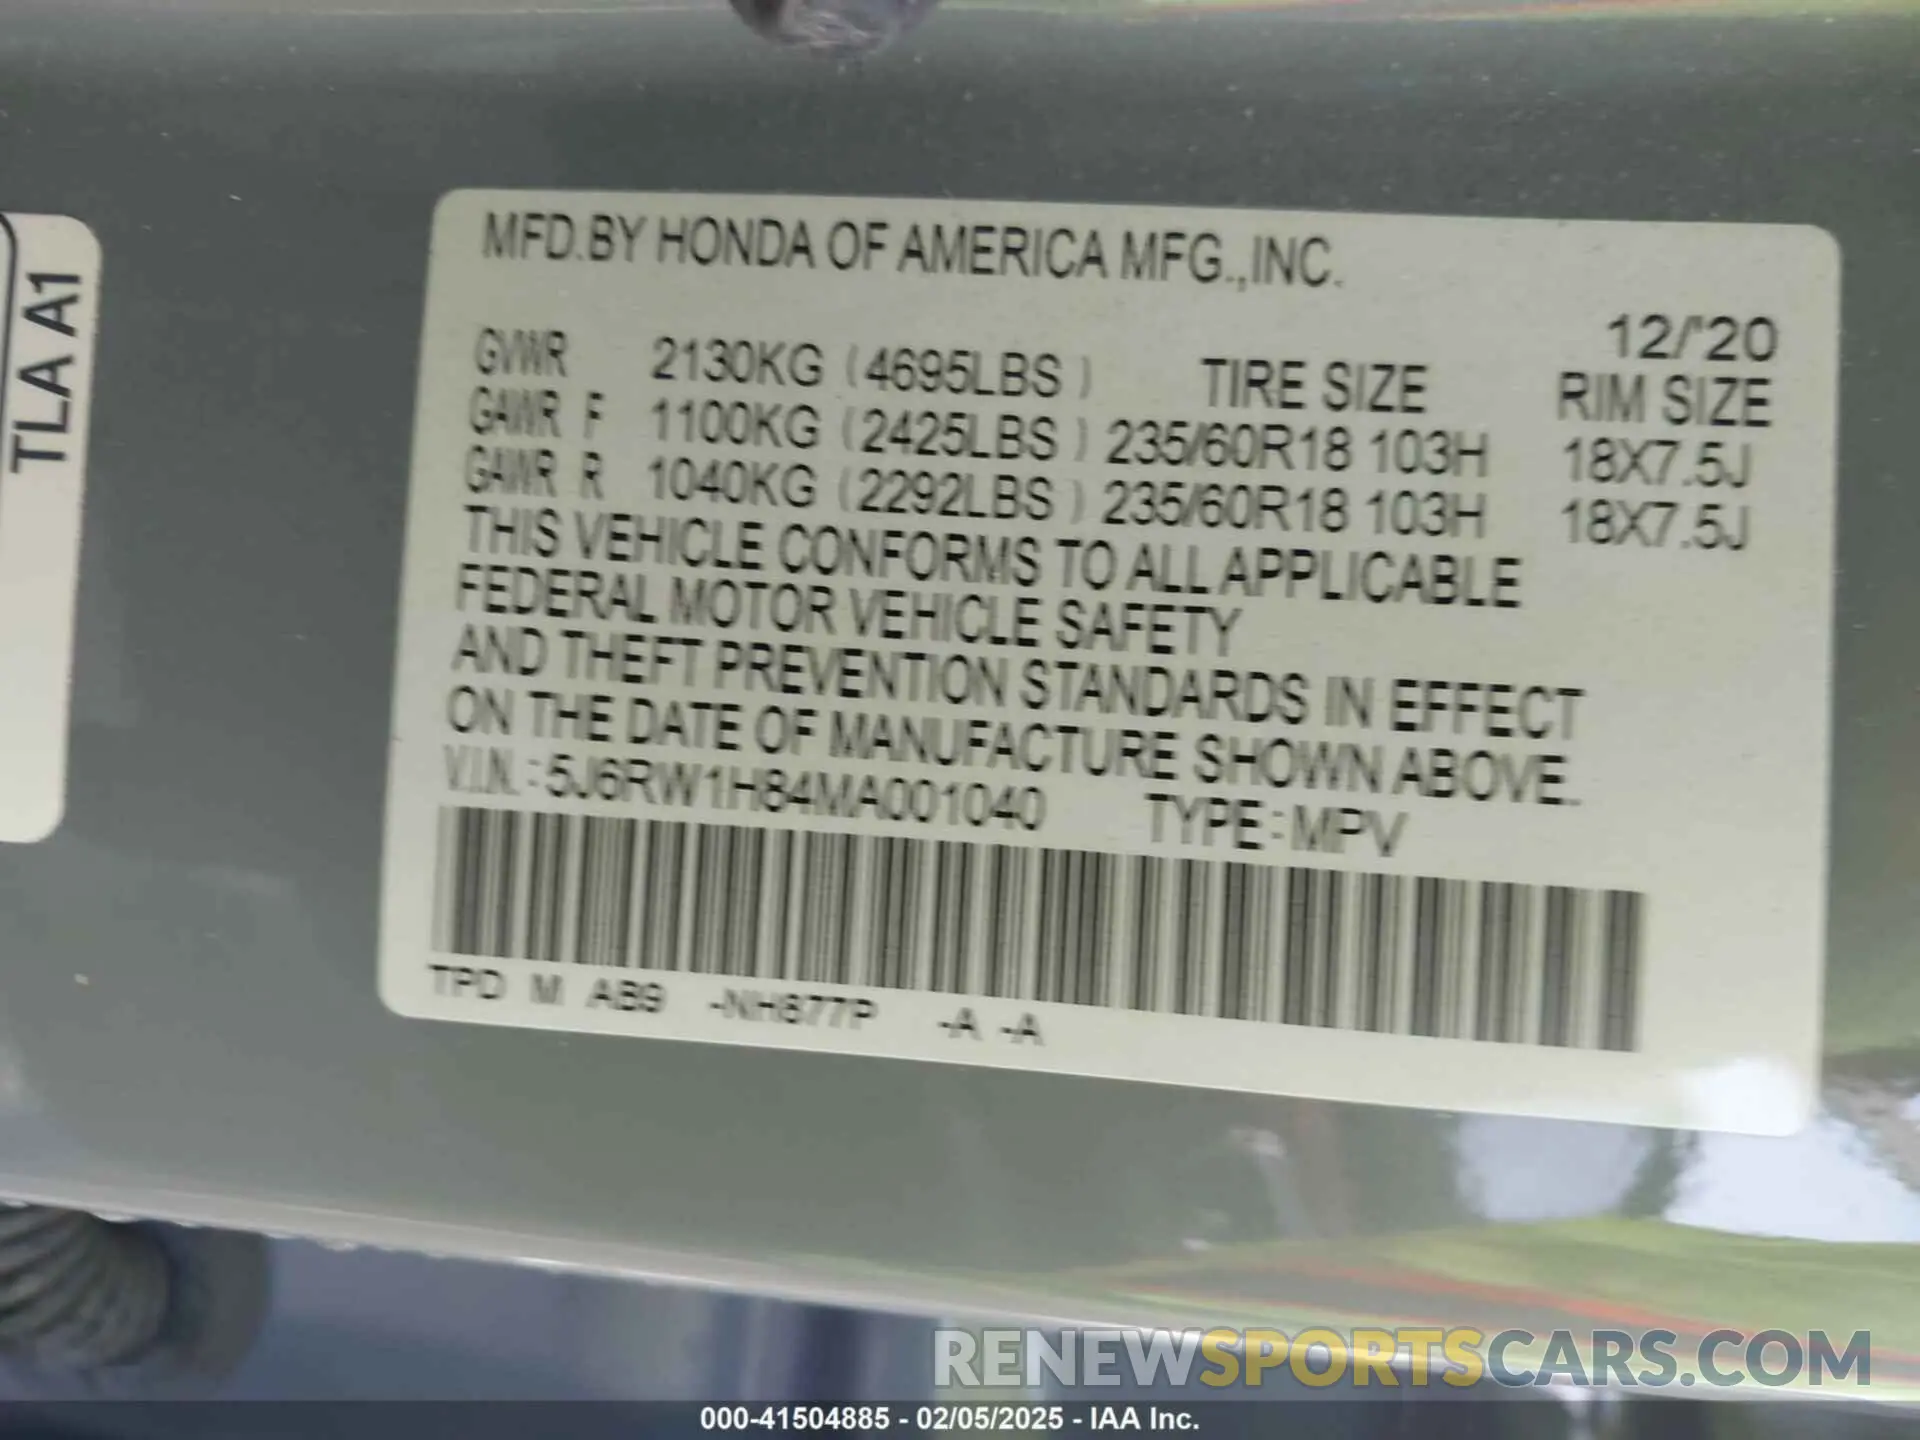 TLA A1
MFD.BY HONDA OF AMERICA MFG.,INC.
12/'20
GVWR 2130KG (4695LBS) TIRE SIZE RIM SIZE
GAWR F 1100KG (2425LBS) 235/60R18 103H 18X7.5J
GAWR R 1040KG (2292LBS) 235/60R18 103H 18X7.5J
THIS VEHICLE CONFORMS TO ALL APPLICABLE
FEDERAL MOTOR VEHICLE SAFETY
AND THEFT PREVENTION STANDARDS IN EFFECT
ON THE DATE OF MANUFACTURE SHOWN ABOVE.
V.I.N.:5J6RW1H84MA001040 TYPE:MPV
TPD M AB9 -NH877P -A -A
RENEWSPORTSCARS.COM
000-41504885 - 02/05/2025 - IAA Inc.